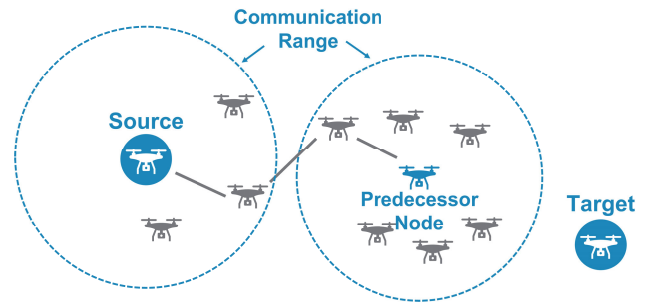 Communication
Range
Source
Predecessor
Node
Target